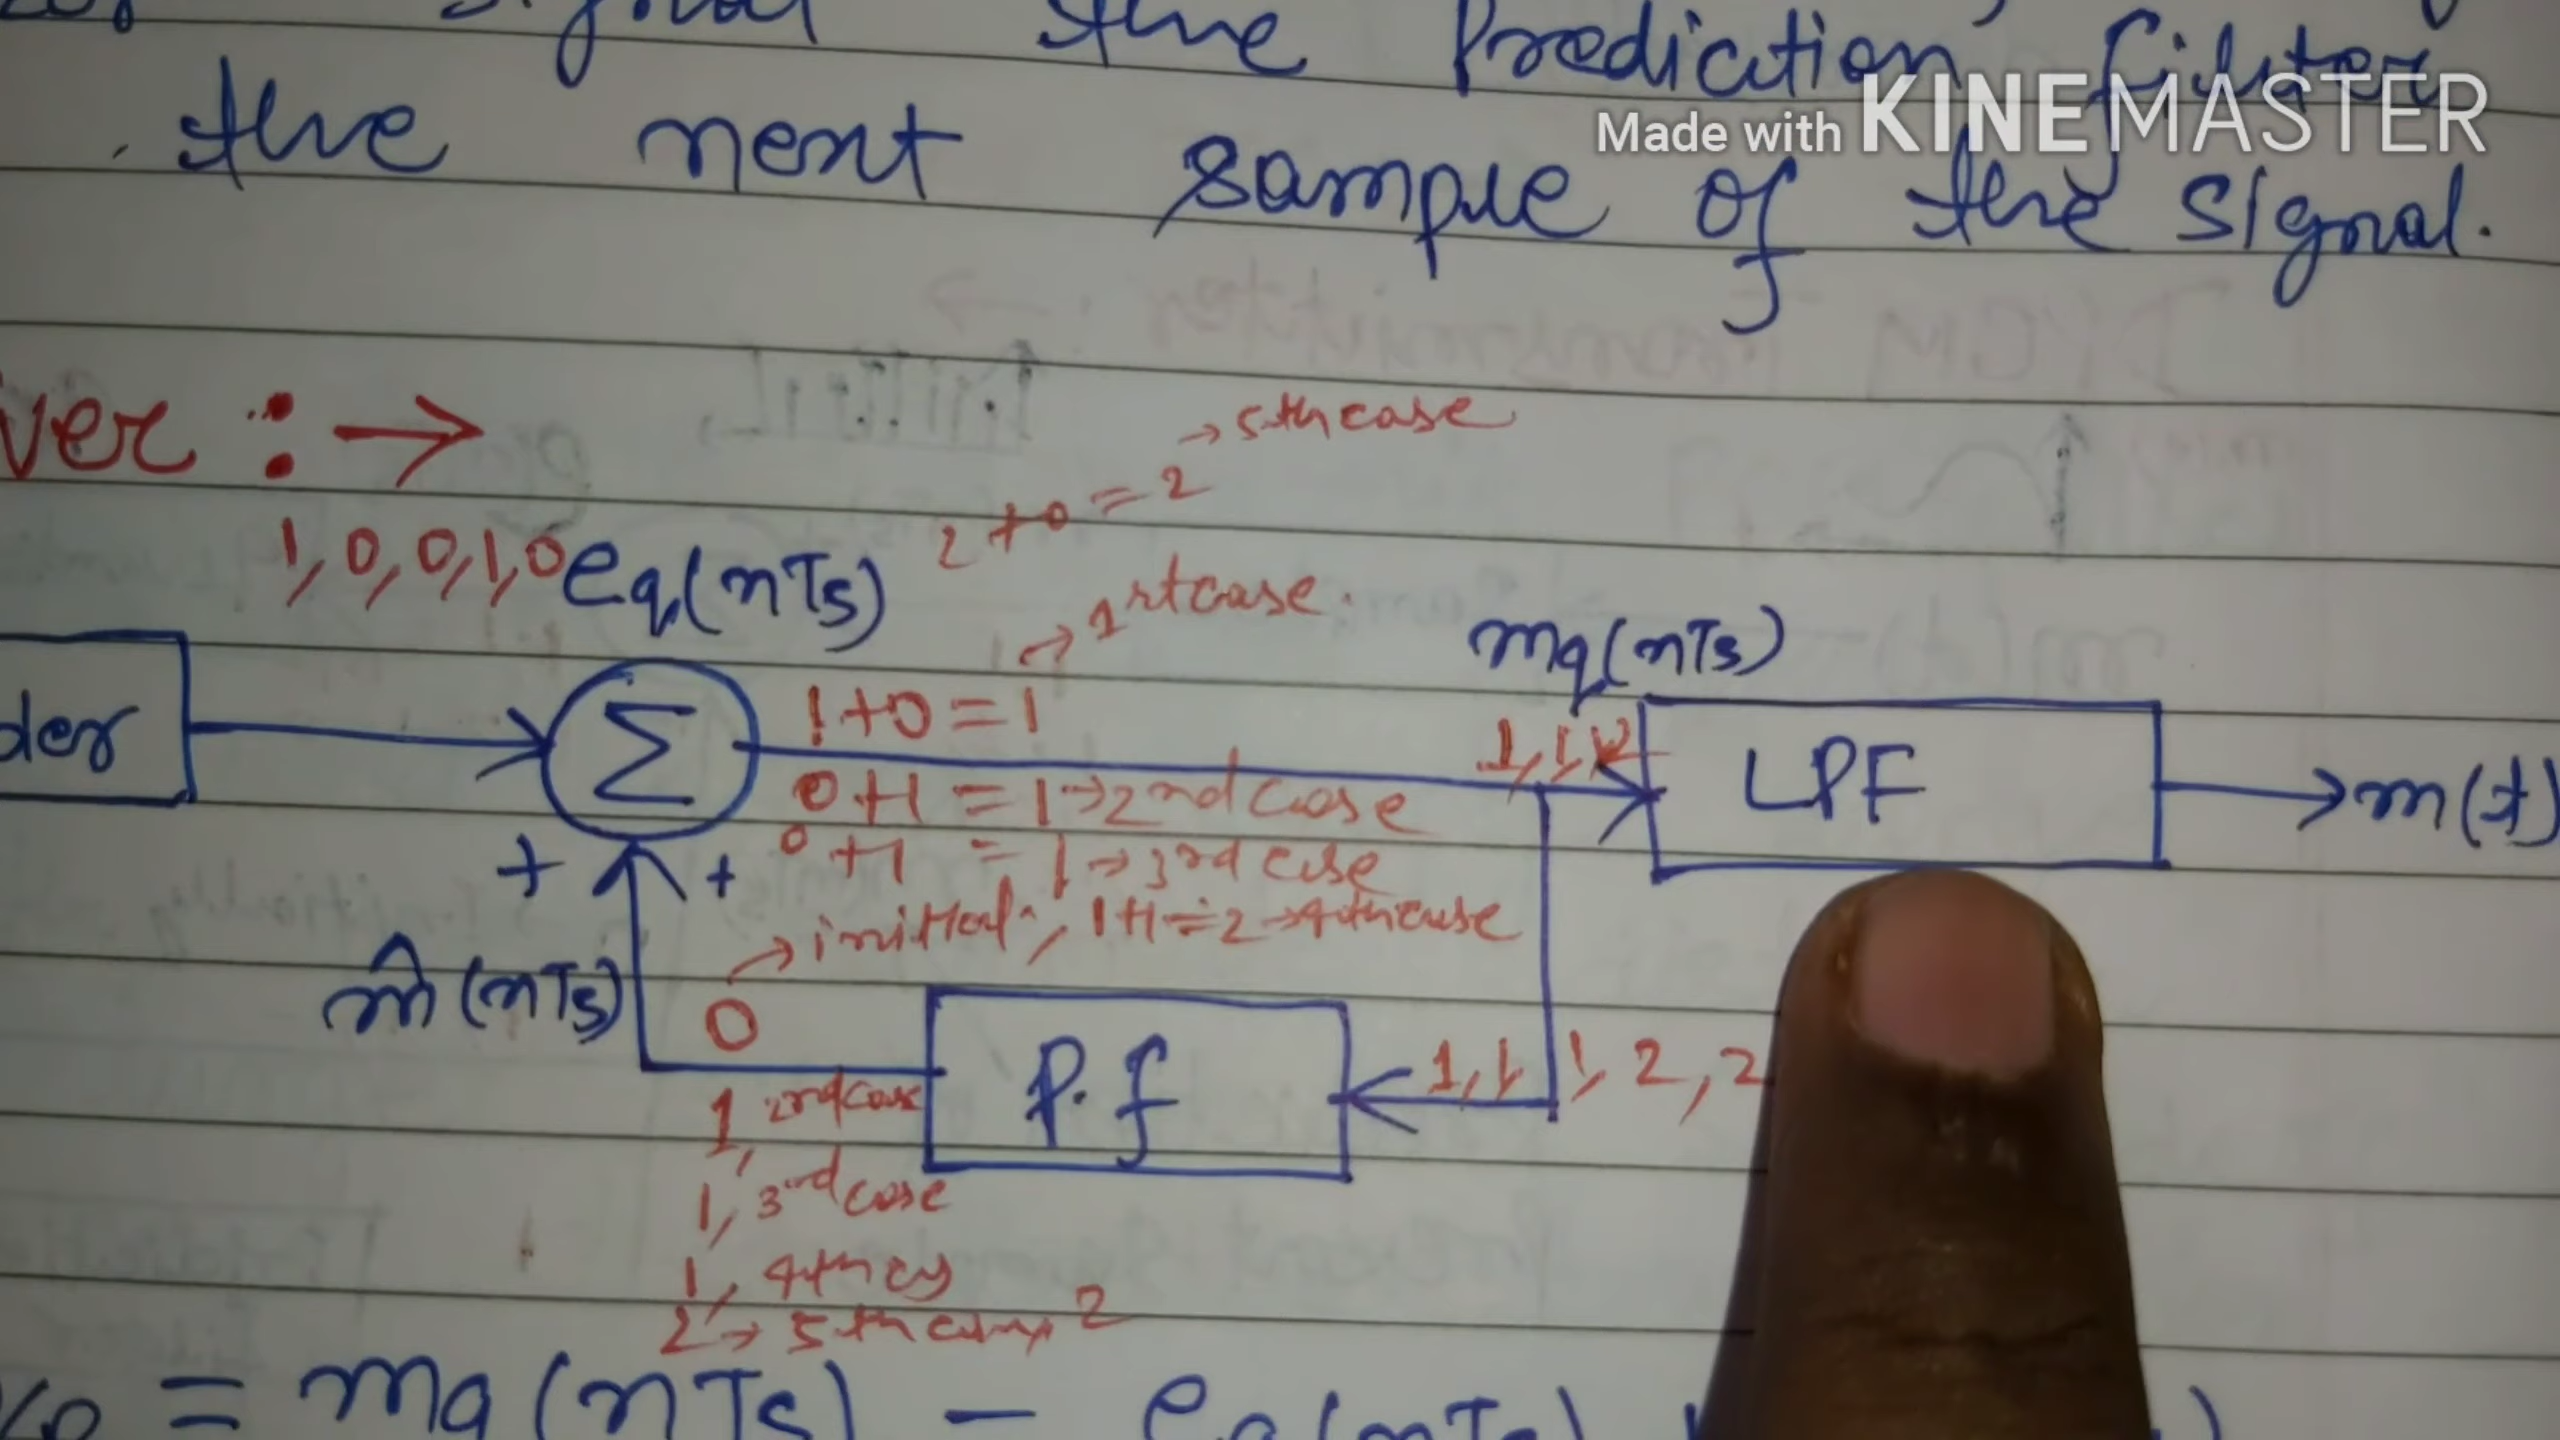 signal the Prediction filter
Made with KINEMASTER
the next sample of the signal.
ver :→
→ 5th case
2+0=2
1,0,0,1,0 eq(nTs)
→ 1st case.
mq(nTs)
1+0=1
1,1,1,2
der Σ LPF → m(t)
0+1=1→2nd case
0+1=1→3rd case
+ +
→initial, 1+1=2→4th case
m̂(nTs)
0
P.f 1,1,1,2,2
1, 2nd case
1, 3rd case
1, 4th cas
2→ 5th case, 2
= mq(nTs) - eq(nTs)